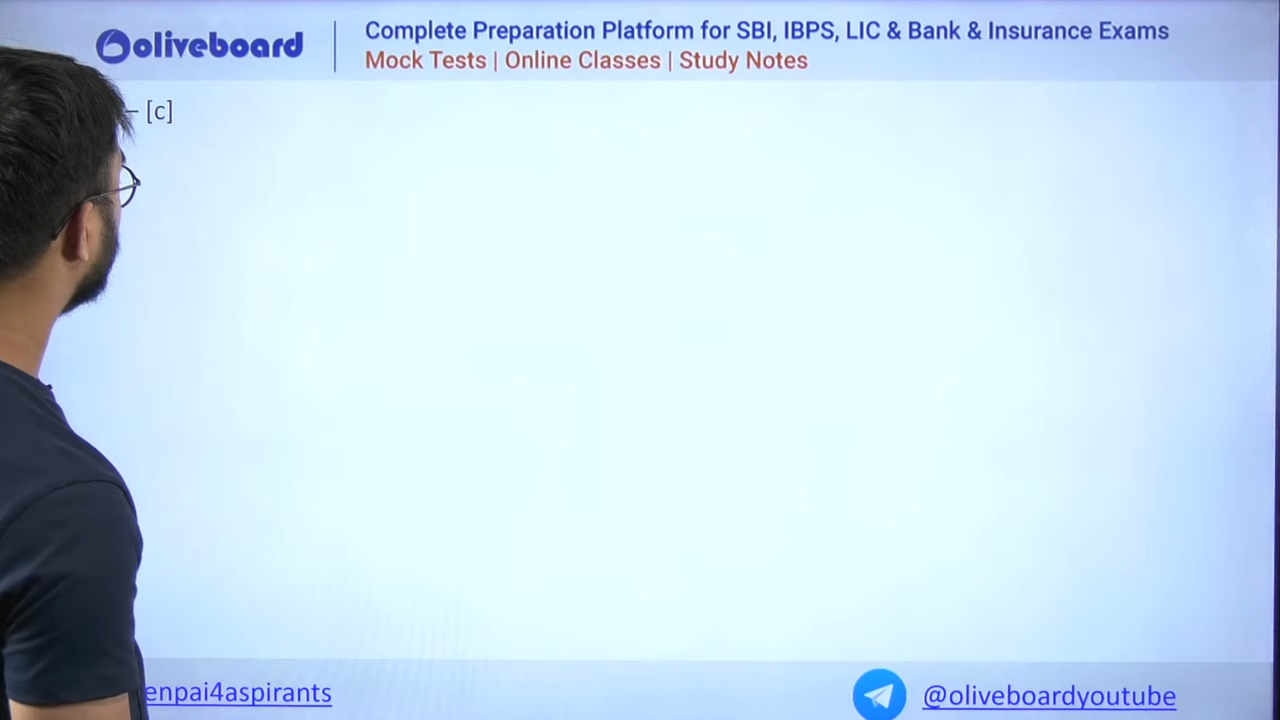 oliveboard
Complete Preparation Platform for SBI, IBPS, LIC & Bank & Insurance Exams
Mock Tests | Online Classes | Study Notes
– [c]
enpai4aspirants
@oliveboardyoutube